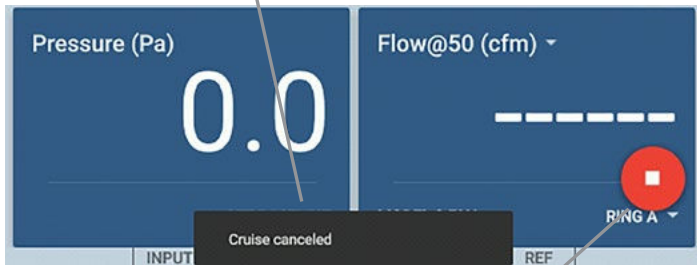 Pressure (Pa)
0.0
Flow@50 (cfm)
------
RING A
Cruise canceled
INPUT
REF